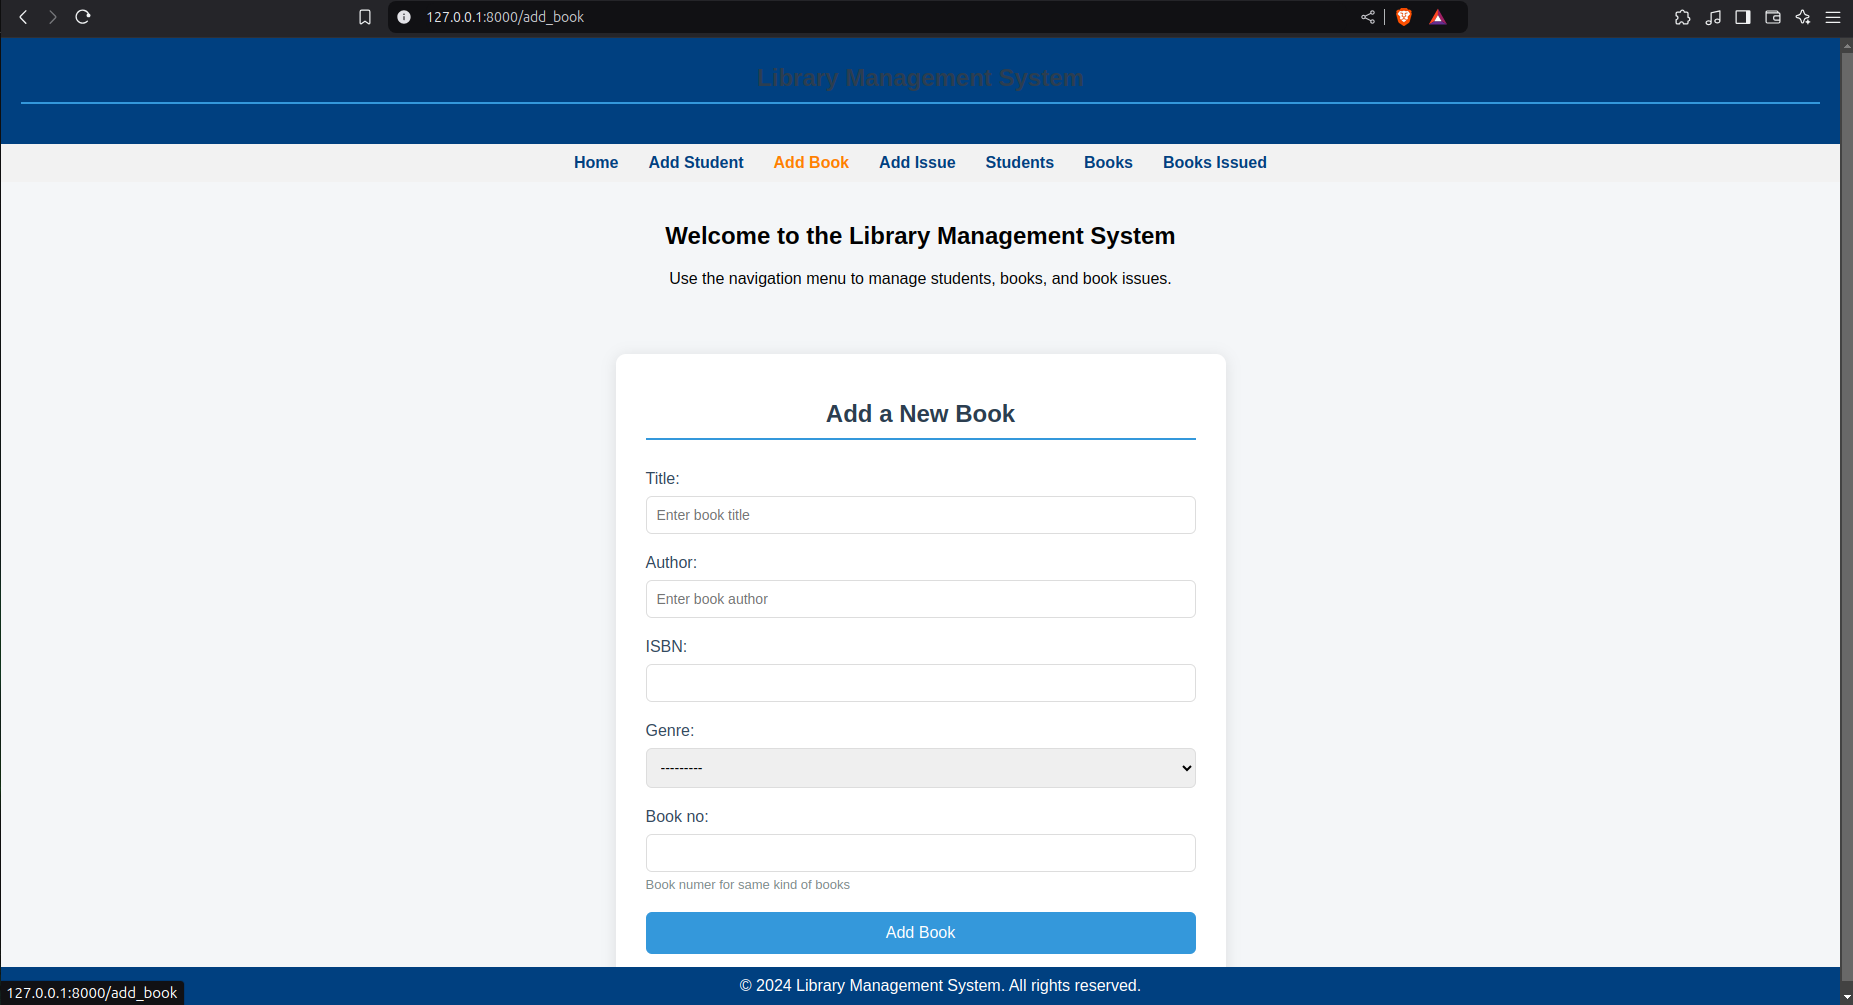 127.0.0.1:8000/add_book
Library Management System
Home Add Student Add Book Add Issue Students Books Books Issued
Welcome to the Library Management System
Use the navigation menu to manage students, books, and book issues.
Add a New Book
Title:
Enter book title
Author:
Enter book author
ISBN:
Genre:
---------
Book no:
Book numer for same kind of books
Add Book
© 2024 Library Management System. All rights reserved.
127.0.0.1:8000/add_book